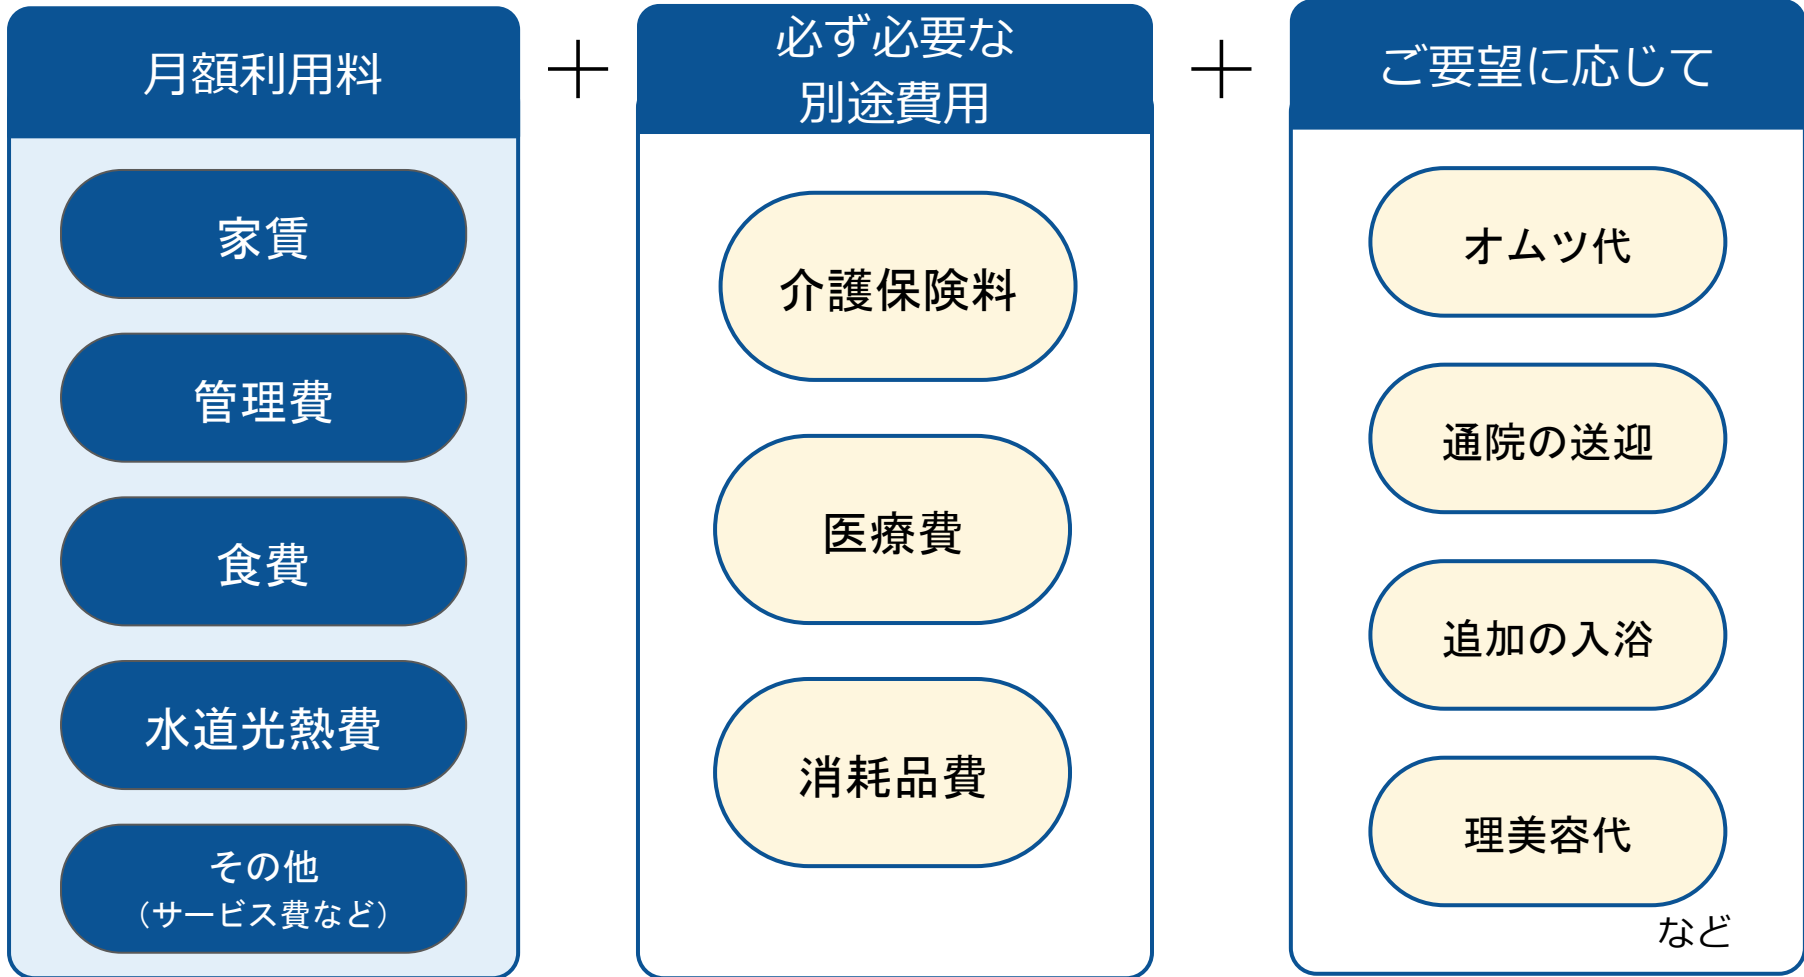 月額利用料
家賃
管理費
食費
水道光熱費
その他
（サービス費など）
＋
必ず必要な
別途費用
介護保険料
医療費
消耗品費
＋
ご要望に応じて
オムツ代
通院の送迎
追加の入浴
理美容代
など